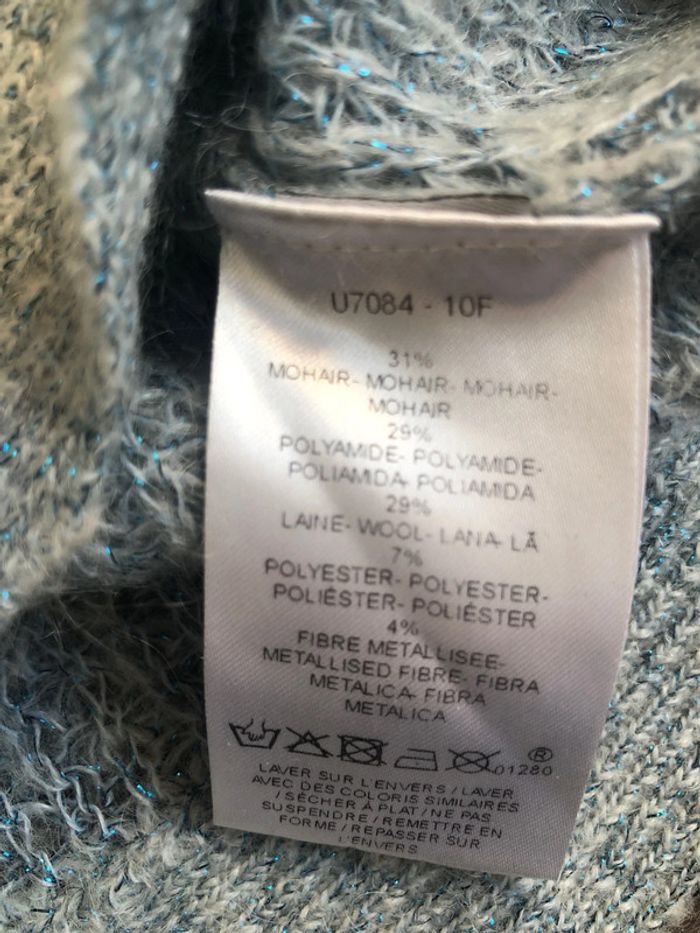 U7084 - 10F
31%
MOHAIR- MOHAIR- MOHAIR-
MOHAIR
29%
POLYAMIDE- POLYAMIDE-
POLIAMIDA- POLIAMIDA
29%
LAINE- WOOL- LANA- LÃ
7%
POLYESTER- POLYESTER-
POLIÉSTER- POLIÉSTER
4%
FIBRE METALLISEE-
METALLISED FIBRE- FIBRA
METALICA- FIBRA
METALICA
®
01280
LAVER SUR L'ENVERS / LAVER
AVEC DES COLORIS SIMILAIRES
/ SÉCHER À PLAT / NE PAS
SUSPENDRE / REMETTRE EN
FORME / REPASSER SUR
L'ENVERS